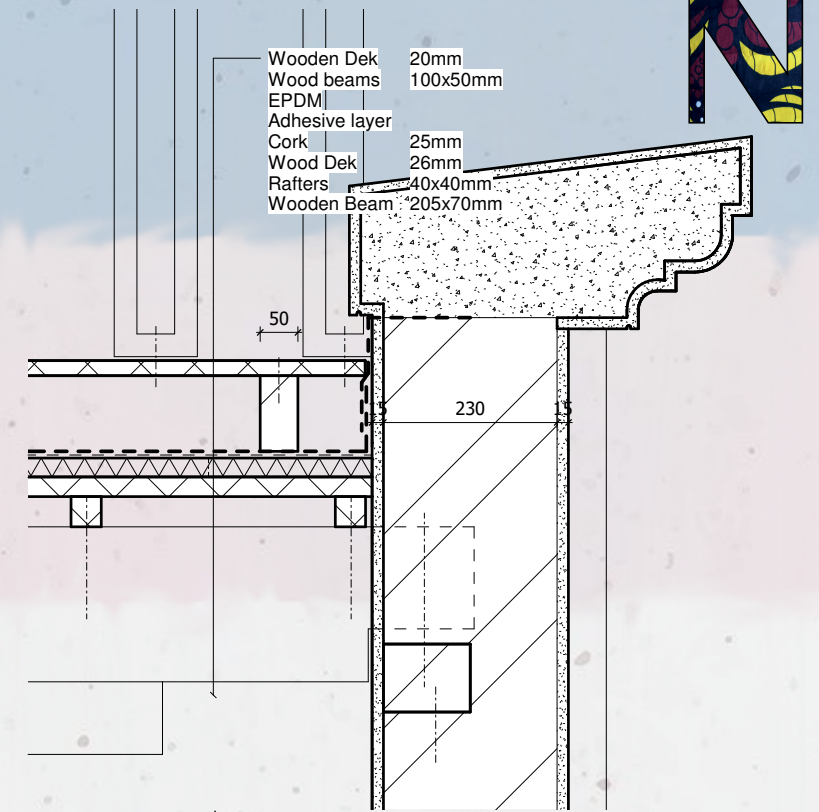 N
Wooden Dek 20mm
Wood beams 100x50mm
EPDM
Adhesive layer
Cork 25mm
Wood Dek 26mm
Rafters 40x40mm
Wooden Beam 205x70mm
50
15 230 15